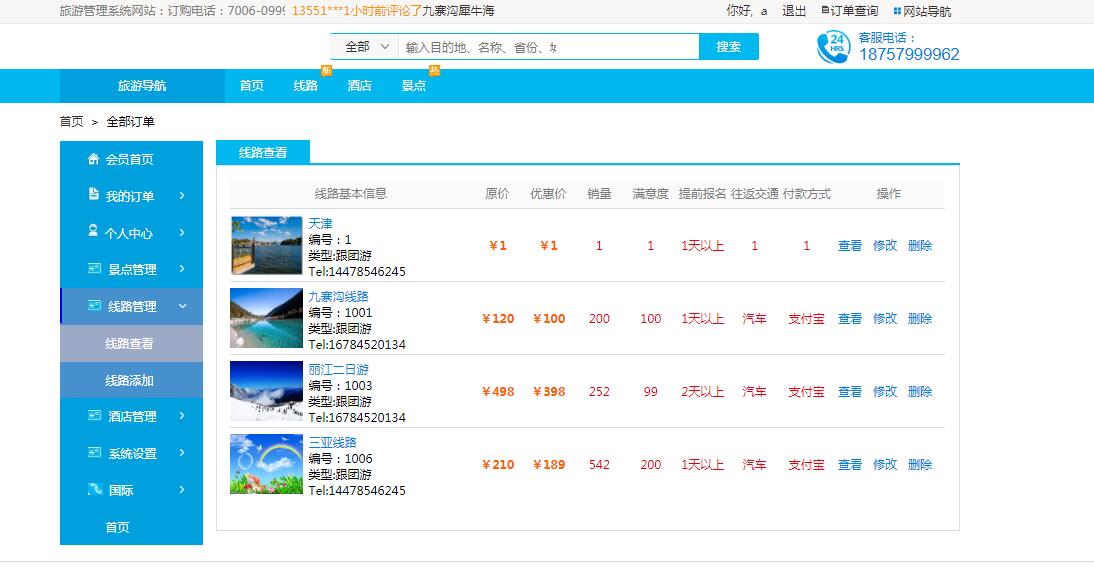 旅游管理系统网站：订购电话：7006-0999 13551***1小时前评论了九寨沟犀牛海 你好, a 退出 订单查询 网站导航
全部 输入目的地、名称、省份、 搜索 24 HRS 客服电话：
18757999962
旅游导航 首页 线路 新 酒店 景点 热
首页 > 全部订单
会员首页
我的订单
个人中心
景点管理
线路管理
线路查看
线路添加
酒店管理
系统设置
国际
首页
线路查看
线路基本信息 原价 优惠价 销量 满意度 提前报名 往返交通 付款方式 操作
天津
编号：1
类型:跟团游
Tel:14478546245
￥1 ￥1 1 1 1天以上 1 1 查看 修改 删除
九寨沟线路
编号：1001
类型:跟团游
Tel:16784520134
￥120 ￥100 200 100 1天以上 汽车 支付宝 查看 修改 删除
丽江二日游
编号：1003
类型:跟团游
Tel:16784520134
￥498 ￥398 252 99 2天以上 汽车 支付宝 查看 修改 删除
三亚线路
编号：1006
类型:跟团游
Tel:14478546245
￥210 ￥189 542 200 1天以上 汽车 支付宝 查看 修改 删除